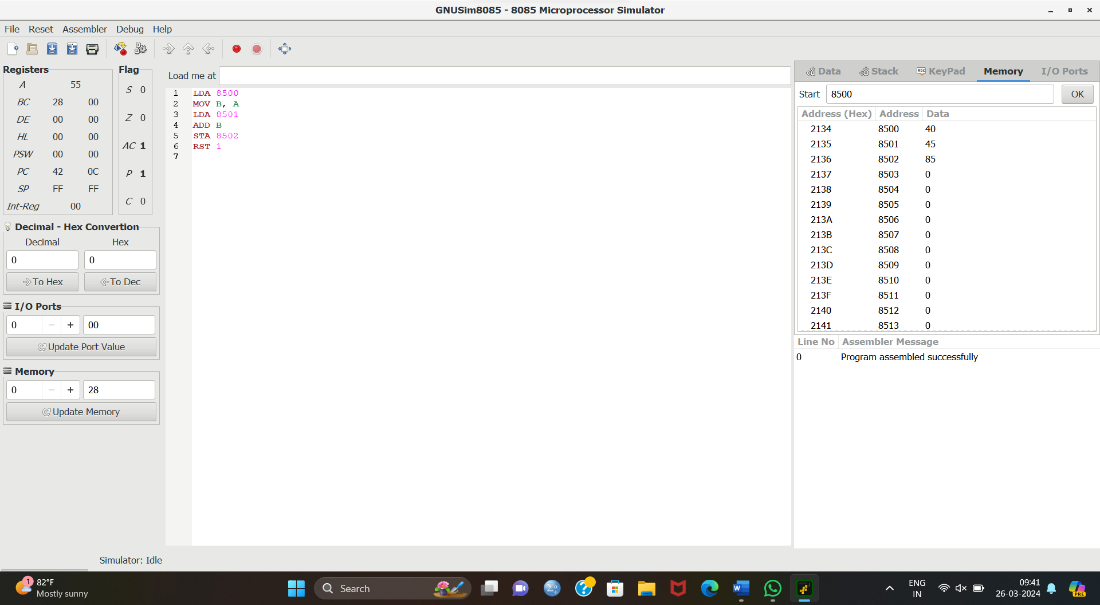 GNUSim8085 - 8085 Microprocessor Simulator
File Reset Assembler Debug Help
Registers
A 55
BC 28 00
DE 00 00
HL 00 00
PSW 00 00
PC 42 0C
SP FF FF
Int-Reg 00
Flag
S 0
Z 0
AC 1
P 1
C 0
Decimal - Hex Convertion
Decimal Hex
0 0
To Hex To Dec
I/O Ports
0 − + 00
Update Port Value
Memory
0 − + 28
Update Memory
Load me at
1 LDA 8500
2 MOV B, A
3 LDA 8501
4 ADD B
5 STA 8502
6 RST 1
7
Simulator: Idle
Data Stack KeyPad Memory I/O Ports
Start 8500 OK
Address (Hex) Address Data
2134 8500 40
2135 8501 45
2136 8502 85
2137 8503 0
2138 8504 0
2139 8505 0
213A 8506 0
213B 8507 0
213C 8508 0
213D 8509 0
213E 8510 0
213F 8511 0
2140 8512 0
2141 8513 0
Line No Assembler Message
0 Program assembled successfully
1
82°F
Mostly sunny
Search
ENG
IN
09:41
26-03-2024